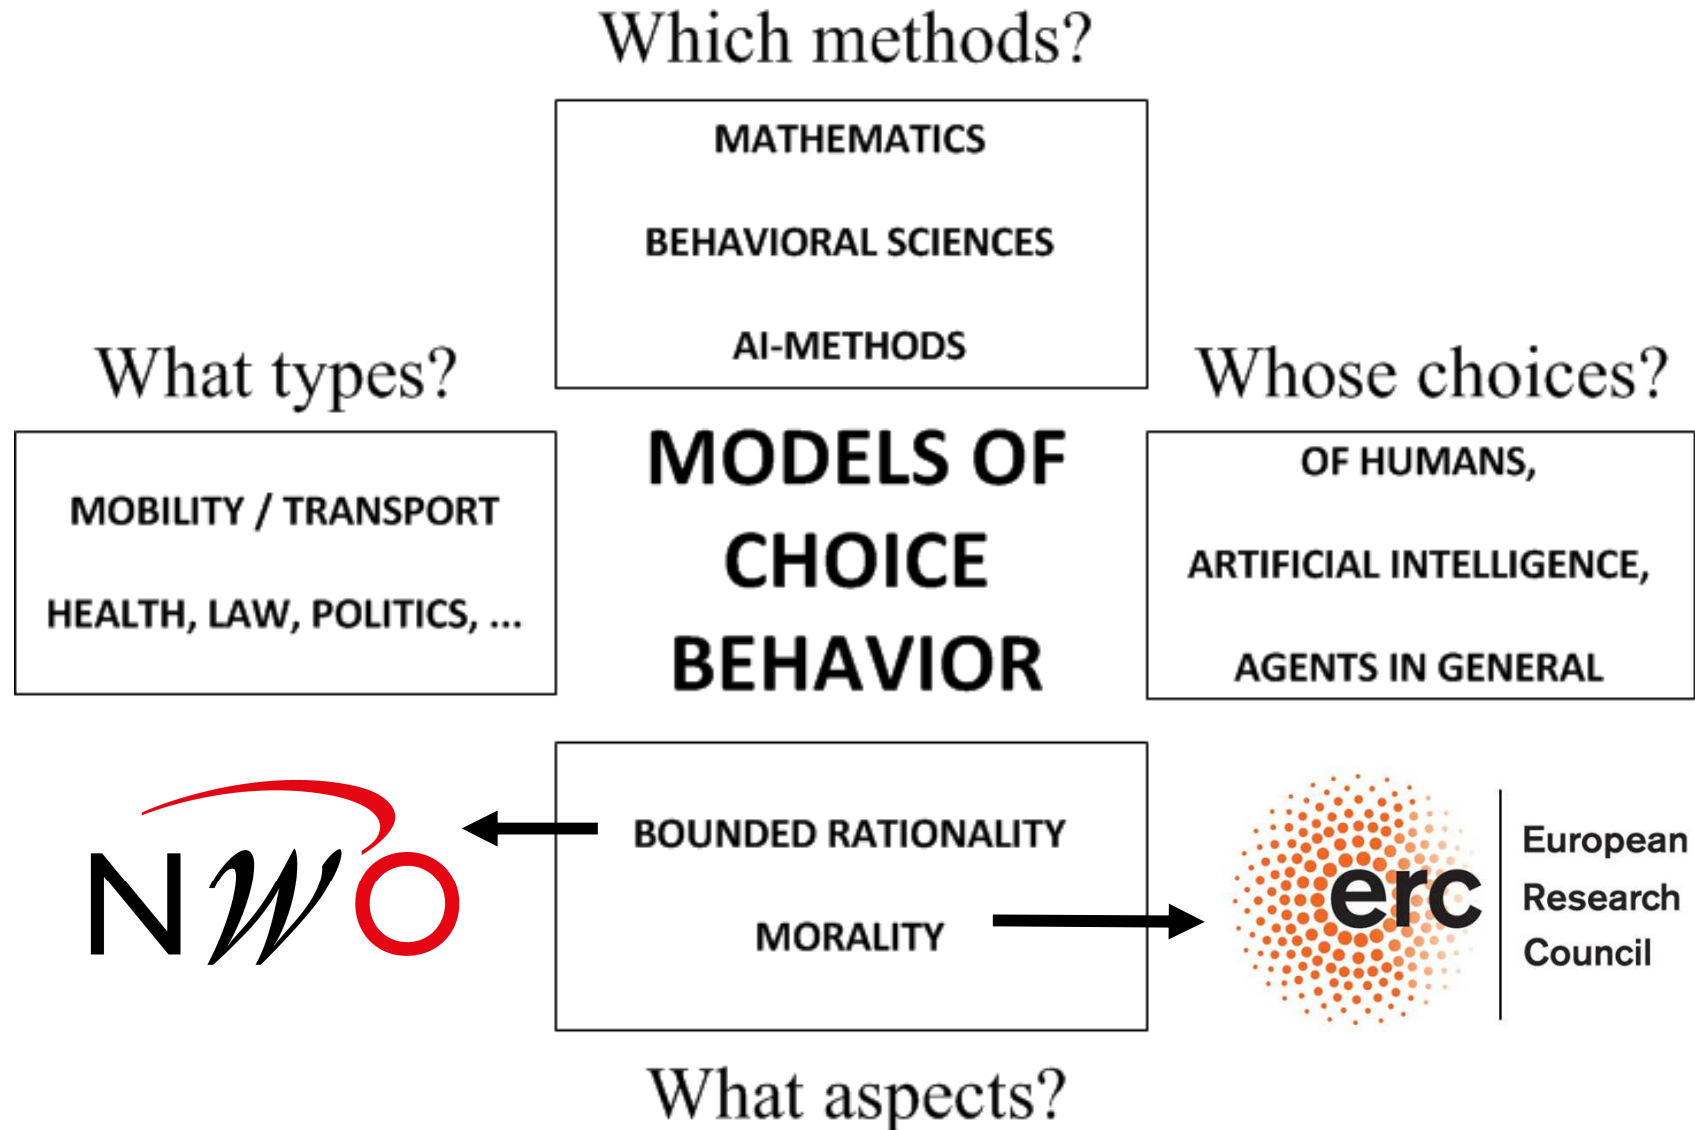 Which methods?
MATHEMATICS
BEHAVIORAL SCIENCES
AI-METHODS
What types?
MOBILITY / TRANSPORT
HEALTH, LAW, POLITICS, ...
MODELS OF
CHOICE
BEHAVIOR
Whose choices?
OF HUMANS,
ARTIFICIAL INTELLIGENCE,
AGENTS IN GENERAL
NWO
BOUNDED RATIONALITY
MORALITY
erc
European
Research
Council
What aspects?